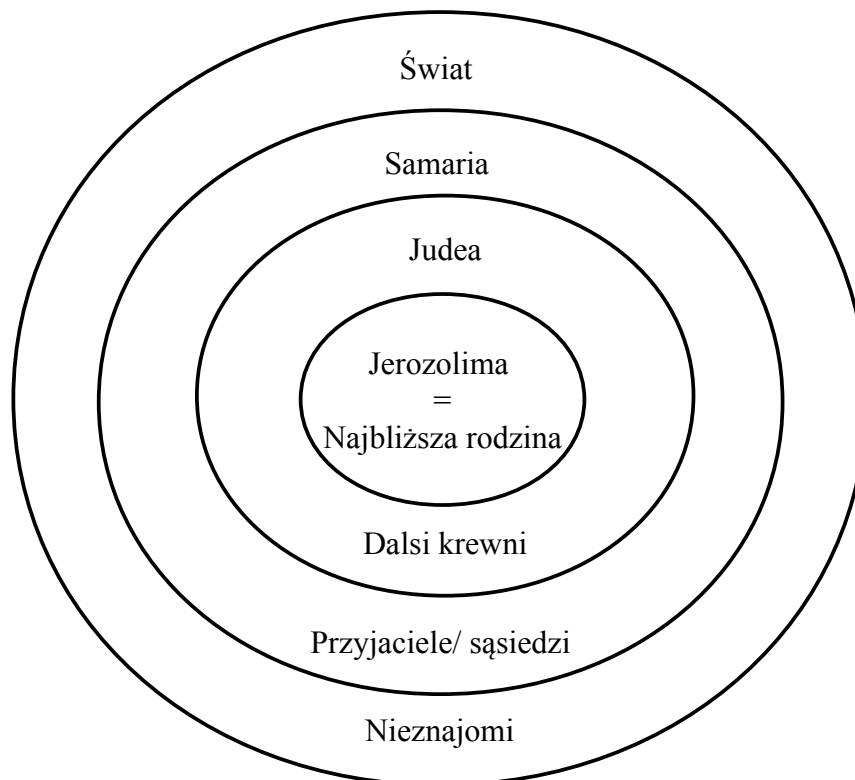 Świat
Samaria
Judea
Jerozolima
=
Najbliższa rodzina
Dalsi krewni
Przyjaciele/ sąsiedzi
Nieznajomi